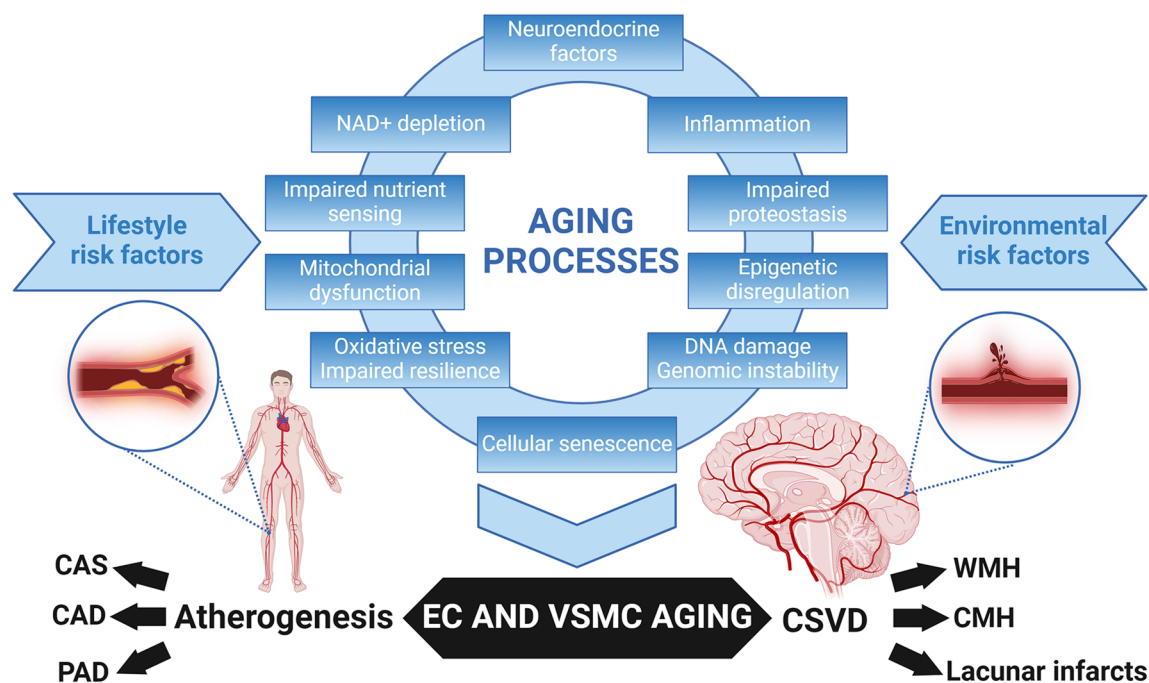 Neuroendocrine
factors
NAD+ depletion
Inflammation
Impaired nutrient
sensing
Impaired
proteostasis
Lifestyle
risk factors
AGING
PROCESSES
Environmental
risk factors
Mitochondrial
dysfunction
Epigenetic
disregulation
Oxidative stress
Impaired resilience
DNA damage
Genomic instability
Cellular senescence
CAS
CAD
PAD
Atherogenesis
EC AND VSMC AGING
CSVD
WMH
CMH
Lacunar infarcts